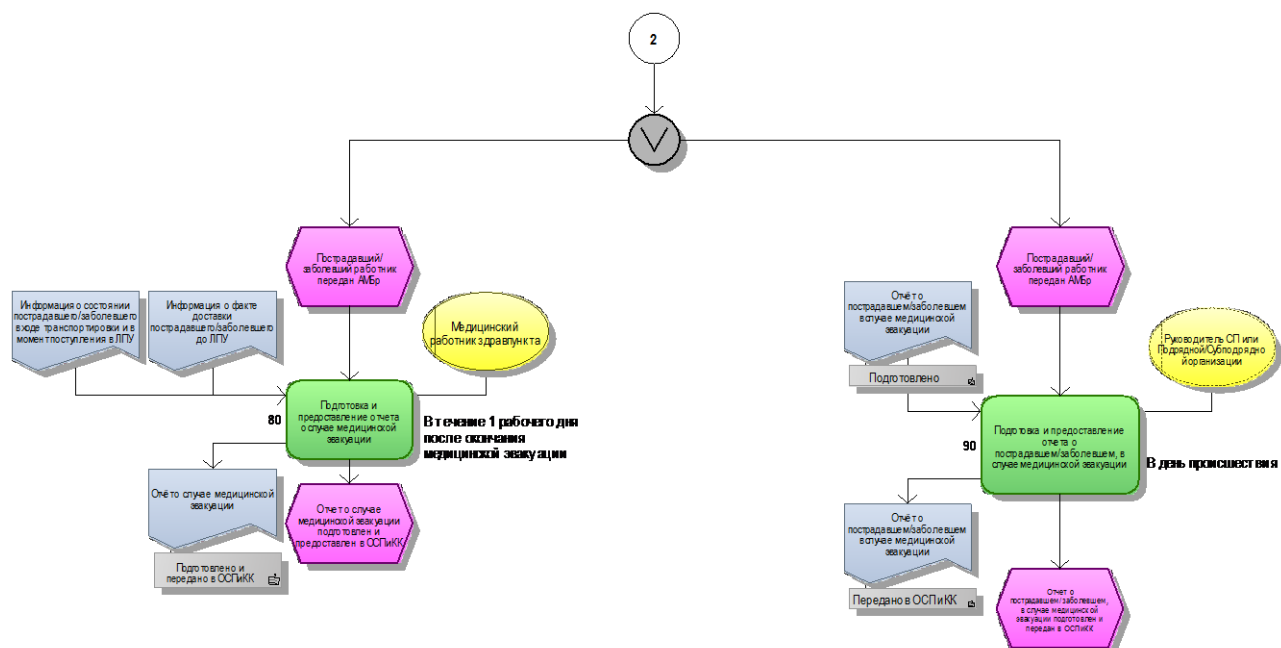 2
Пострадавший/
заболевший работник
передан АМБр
Пострадавший/
заболевший работник
передан АМБр
Информация о состоянии
пострадавшего/заболевшего
в ходе транспортировки и в
момент поступления в ЛПУ
Информация о факте
доставки
пострадавшего/заболевшего
до ЛПУ
Медицинский
работник здравпункта
Отчёт о
пострадавшем/заболевшем
в случае медицинской
эвакуации
Подготовлено
Руководитель СП или
Подрядной/Субподрядно
й организации
80
Подготовка и
предоставление отчета
о случае медицинской
эвакуации
В течение 1 рабочего дня
после окончания
медицинской эвакуации
90
Подготовка и предоставление
отчета о
пострадавшем/заболевшем, в
случае медицинской эвакуации
В день происшествия
Отчёт о случае медицинской
эвакуации
Подготовлено и
передано в ОСПиКК
Отчет о случае
медицинской эвакуации
подготовлен и
предоставлен в ОСПиКК
Отчёт о
пострадавшем/заболевшем
в случае медицинской
эвакуации
Передано в ОСПиКК
Отчет о
пострадавшем/заболевшем,
в случае медицинской
эвакуации подготовлен и
передан в ОСПиКК